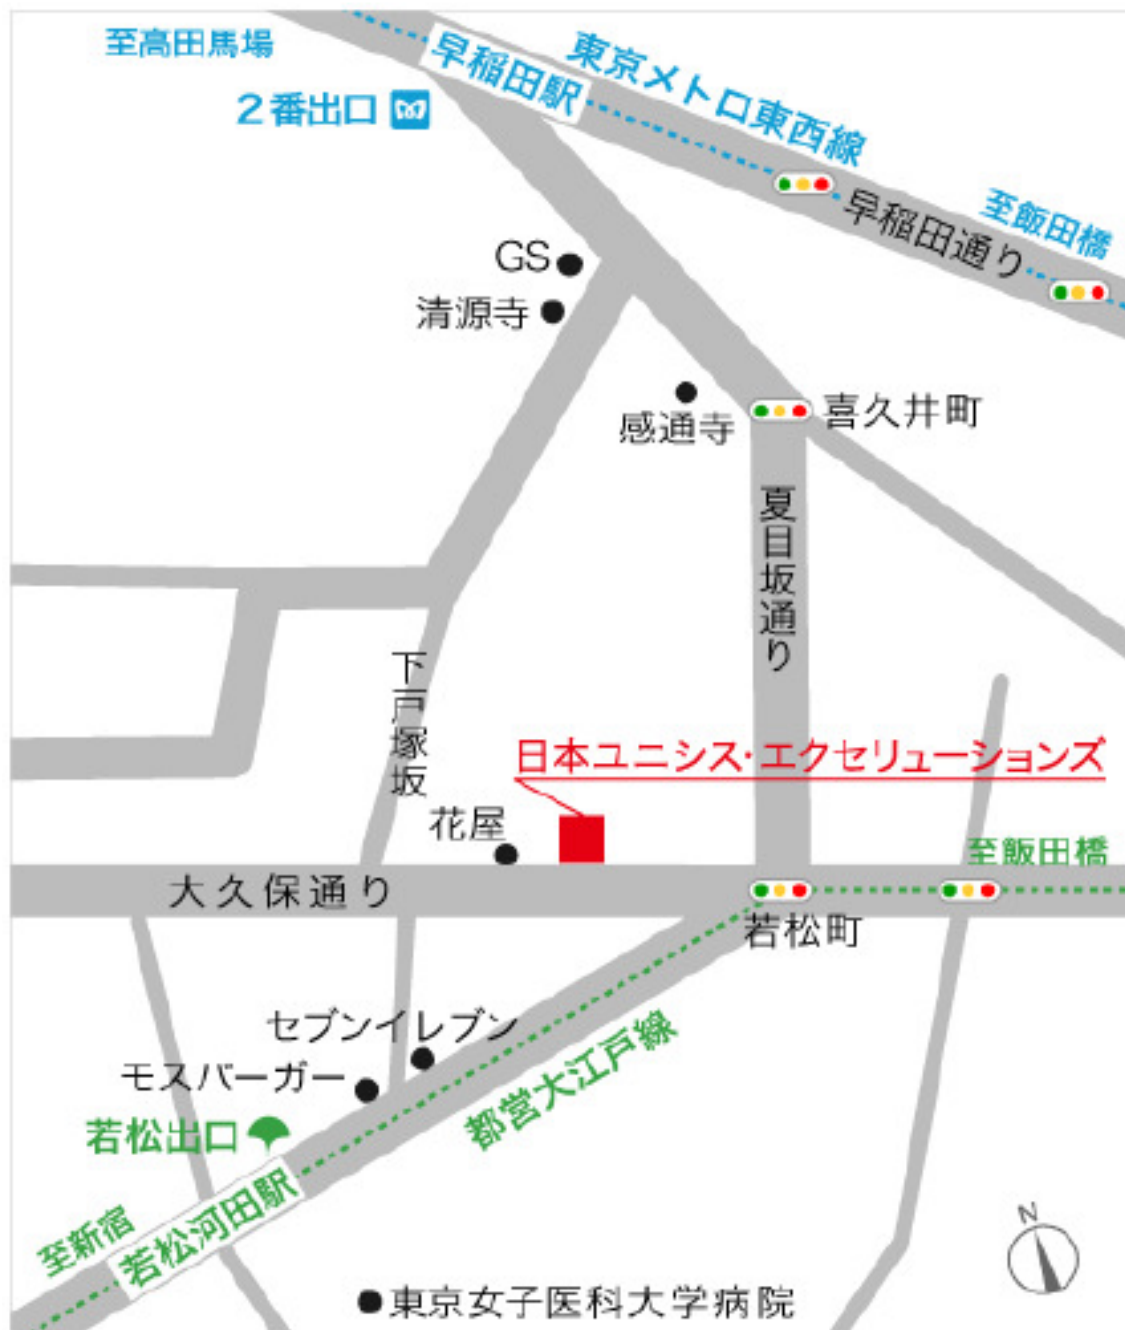 至高田馬場
早稲田駅
東京メトロ東西線
2番出口
早稲田通り
至飯田橋
GS
清源寺
感通寺
喜久井町
夏目坂通り
下戸塚坂
日本ユニシス・エクセリューションズ
花屋
至飯田橋
大久保通り
若松町
セブンイレブン
モスバーガー
都営大江戸線
若松出口
若松河田駅
至新宿
N
東京女子医科大学病院